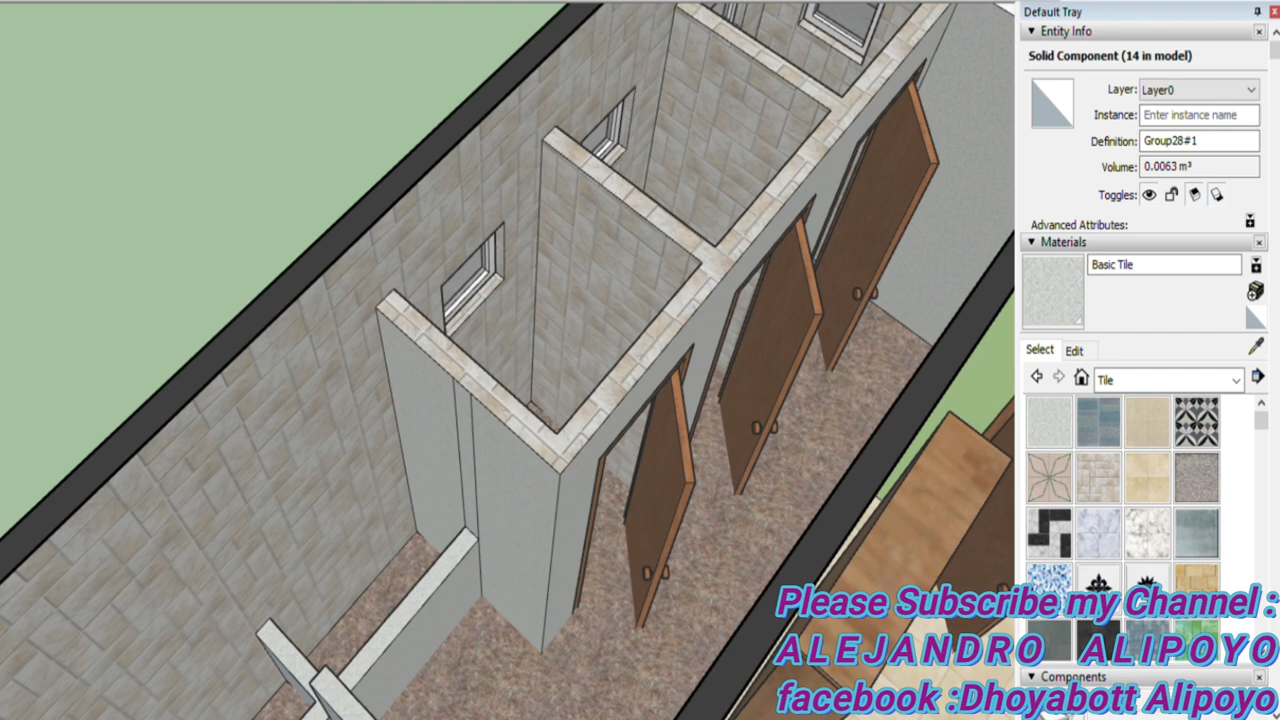 Default Tray
Entity Info
Solid Component (14 in model)
Layer: Layer0
Instance: Enter instance name
Definition: Group28#1
Volume: 0.0063 m³
Toggles:
Advanced Attributes:
Materials
Basic Tile
Select Edit
Tile
Components
Please Subscribe my Channel :
ALEJANDRO ALIPOYO
facebook :Dhoyabott Alipoyo